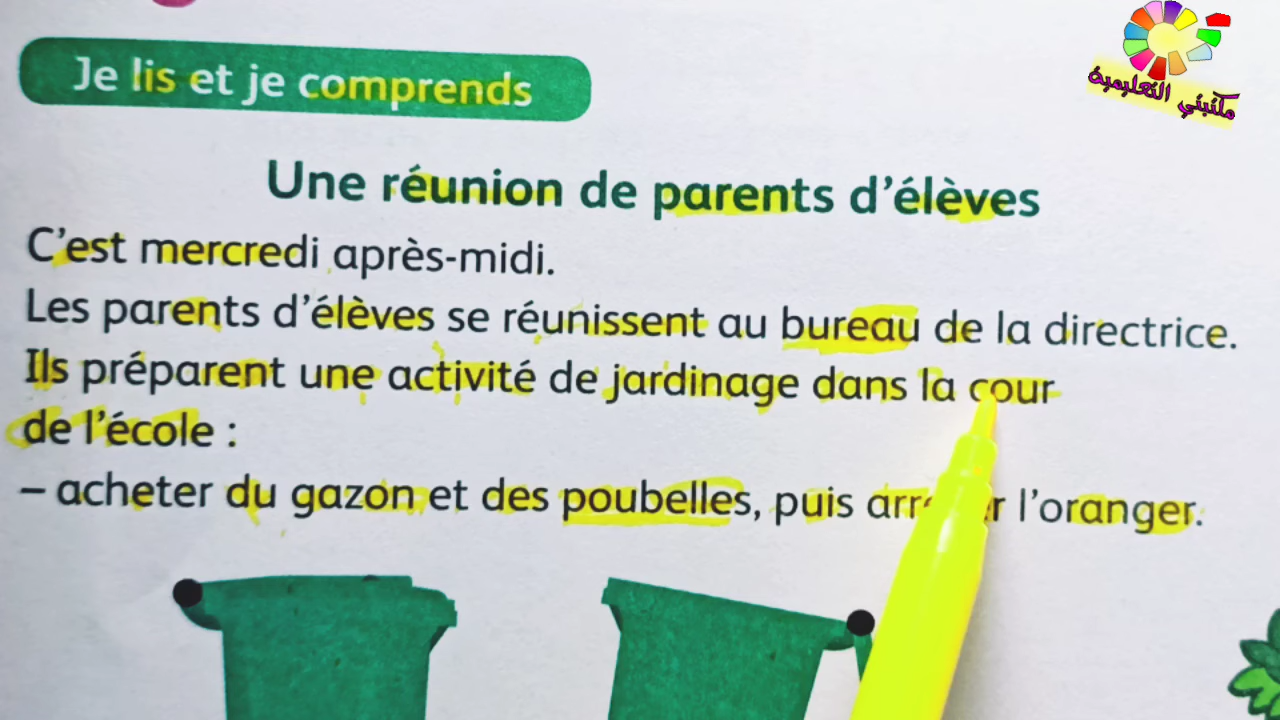 Je lis et je comprends
مكتبتي التعليمية
Une réunion de parents d'élèves
C'est mercredi après-midi.
Les parents d'élèves se réunissent au bureau de la directrice.
Ils préparent une activité de jardinage dans la cour
de l'école :
– acheter du gazon et des poubelles, puis l'oranger.